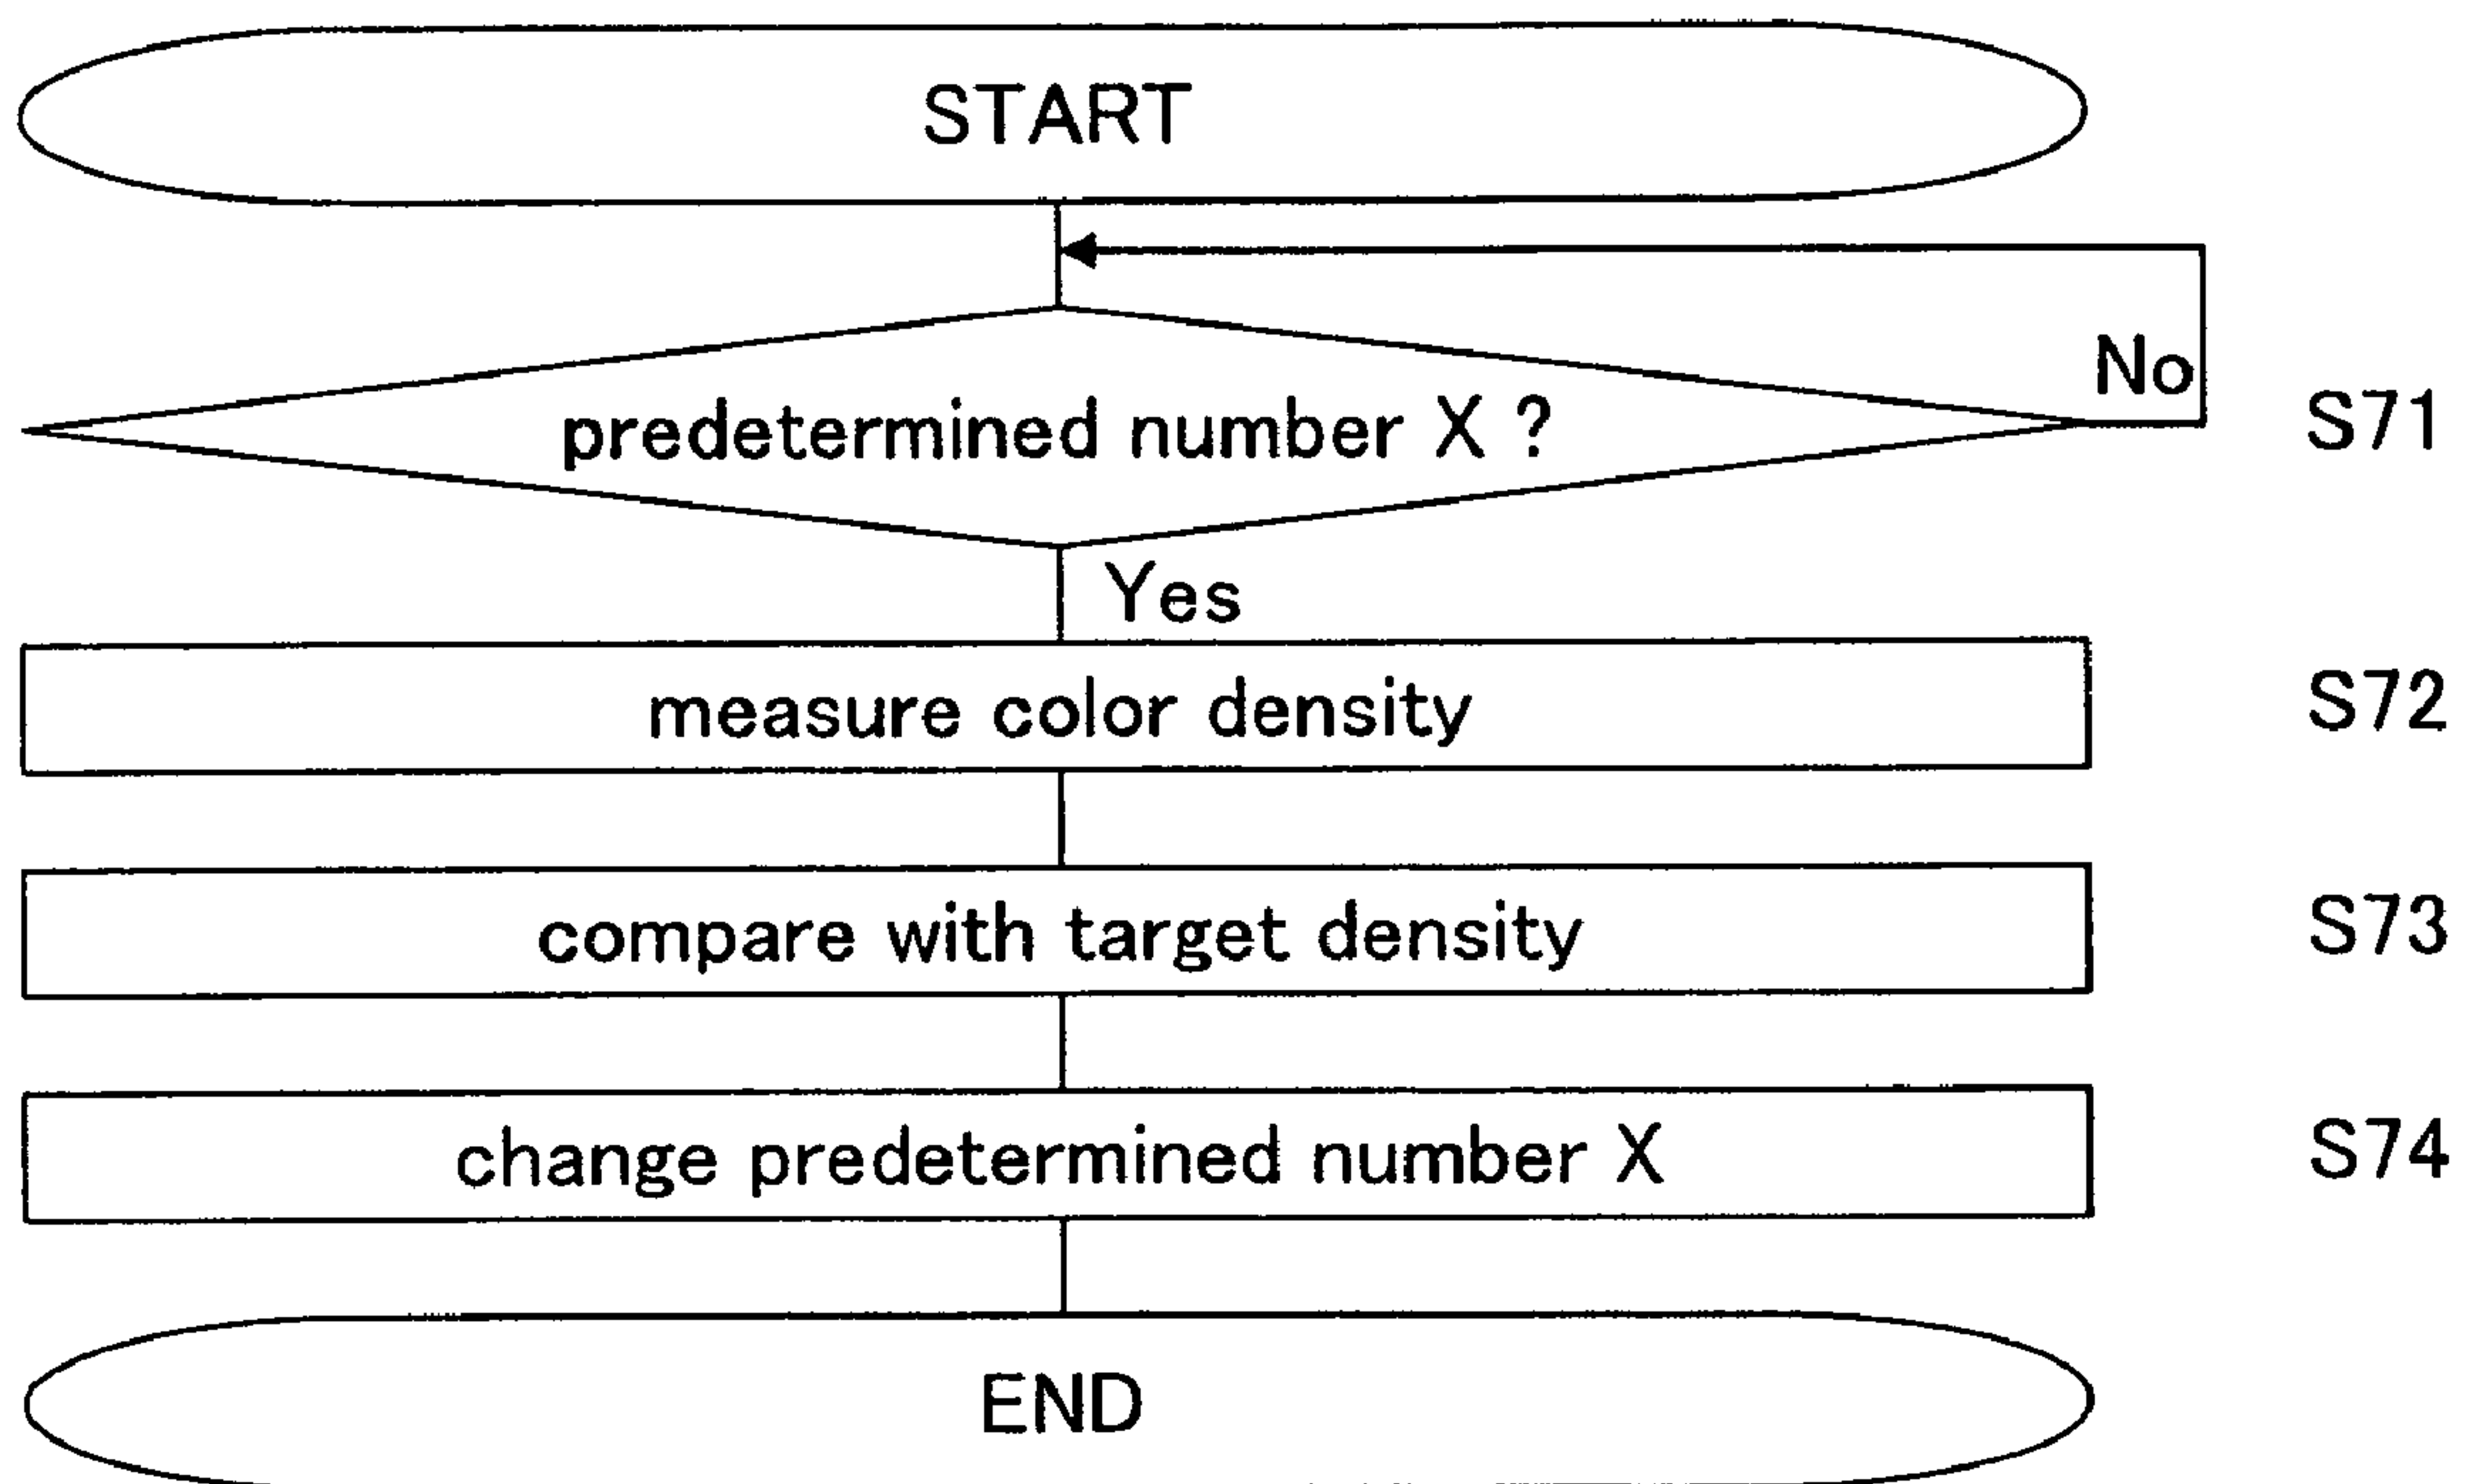 START
No
predetermined number X ? S71
Yes
measure color density S72
compare with target density S73
change predetermined number X S74
END